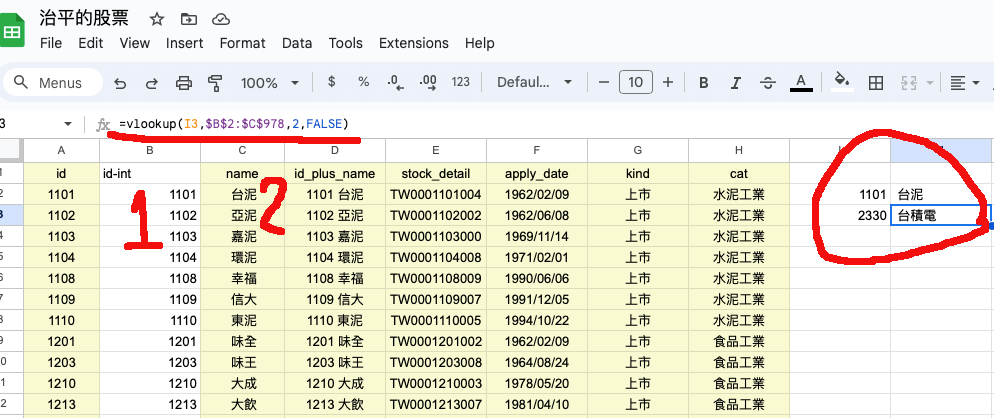 治平的股票
File Edit View Insert Format Data Tools Extensions Help
Menus 100% $ % .0 .00 123 Defaul... 10 B I A
3 fx =vlookup(I3,$B$2:$C$978,2,FALSE)
A B C D E F G H
1 id id-int name id_plus_name stock_detail apply_date kind cat
2 1101 1101 台泥 1101 台泥 TW0001101004 1962/02/09 上市 水泥工業 1101 台泥
3 1102 1102 亞泥 1102 亞泥 TW0001102002 1962/06/08 上市 水泥工業 2330 台積電
4 1103 1103 嘉泥 1103 嘉泥 TW0001103000 1969/11/14 上市 水泥工業
5 1104 1104 環泥 1104 環泥 TW0001104008 1971/02/01 上市 水泥工業
6 1108 1108 幸福 1108 幸福 TW0001108009 1990/06/06 上市 水泥工業
7 1109 1109 信大 1109 信大 TW0001109007 1991/12/05 上市 水泥工業
8 1110 1110 東泥 1110 東泥 TW0001110005 1994/10/22 上市 水泥工業
9 1201 1201 味全 1201 味全 TW0001201002 1962/02/09 上市 食品工業
0 1203 1203 味王 1203 味王 TW0001203008 1964/08/24 上市 食品工業
1 1210 1210 大成 1210 大成 TW0001210003 1978/05/20 上市 食品工業
2 1213 1213 大飲 1213 大飲 TW0001213007 1981/04/10 上市 食品工業
1 2